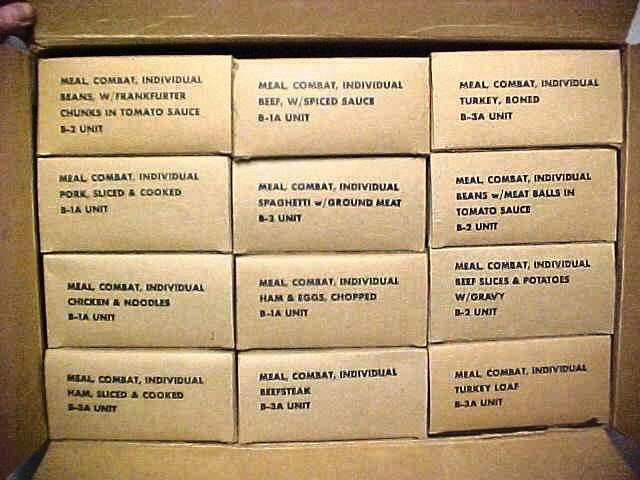 MEAL, COMBAT, INDIVIDUAL
BEANS, W/FRANKFURTER
CHUNKS IN TOMATO SAUCE
B-2 UNIT
MEAL, COMBAT, INDIVIDUAL
BEEF, W/SPICED SAUCE
B-1A UNIT
MEAL, COMBAT, INDIVIDUAL
TURKEY, BONED
B-3A UNIT
MEAL, COMBAT, INDIVIDUAL
PORK, SLICED & COOKED
B-1A UNIT
MEAL, COMBAT, INDIVIDUAL
SPAGHETTI w/GROUND MEAT
B-2 UNIT
MEAL, COMBAT, INDIVIDUAL
BEANS w/MEAT BALLS IN
TOMATO SAUCE
B-2 UNIT
MEAL, COMBAT, INDIVIDUAL
CHICKEN & NOODLES
B-1A UNIT
MEAL, COMBAT, INDIVIDUAL
HAM & EGGS, CHOPPED
B-1A UNIT
MEAL, COMBAT, INDIVIDUAL
BEEF SLICES & POTATOES
W/GRAVY
B-2 UNIT
MEAL, COMBAT, INDIVIDUAL
HAM, SLICED & COOKED
B-3A UNIT
MEAL, COMBAT, INDIVIDUAL
BEEFSTEAK
B-3A UNIT
MEAL, COMBAT, INDIVIDUAL
TURKEY LOAF
B-3A UNIT